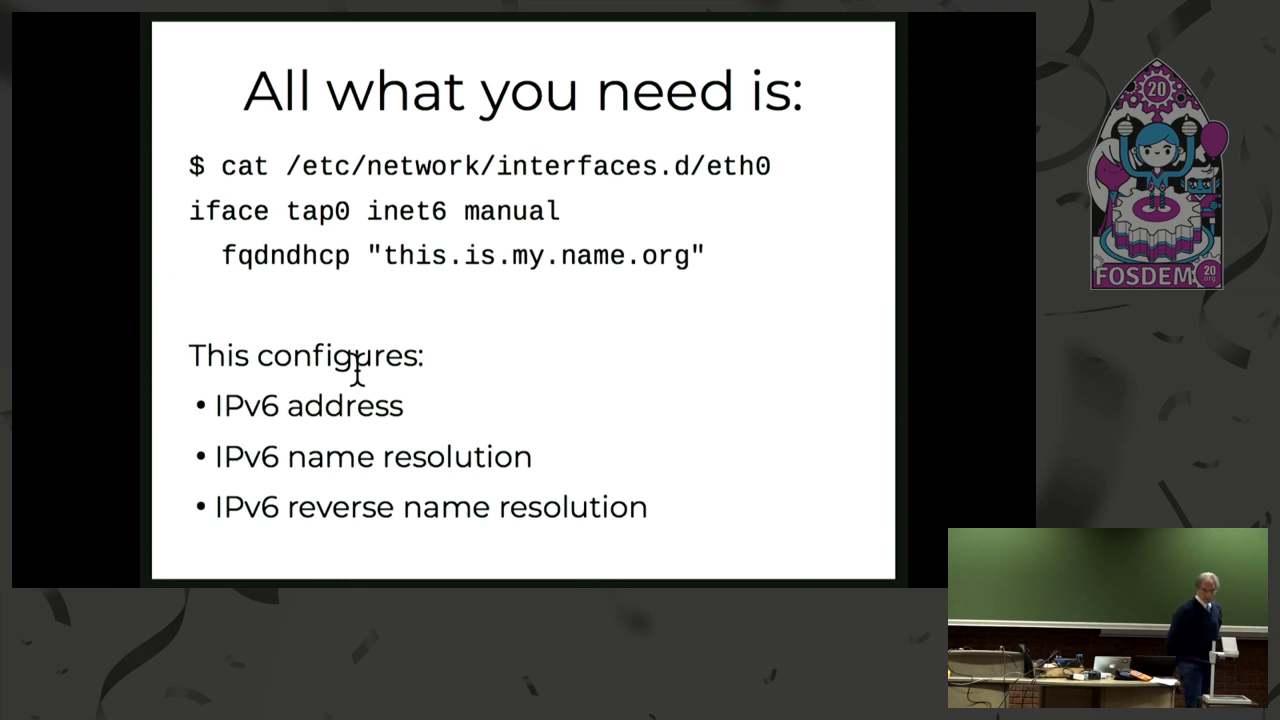 All what you need is:
$ cat /etc/network/interfaces.d/eth0
iface tap0 inet6 manual
fqdndhcp "this.is.my.name.org"
This configures:
• IPv6 address
• IPv6 name resolution
• IPv6 reverse name resolution
20
FOSDEM
20
org